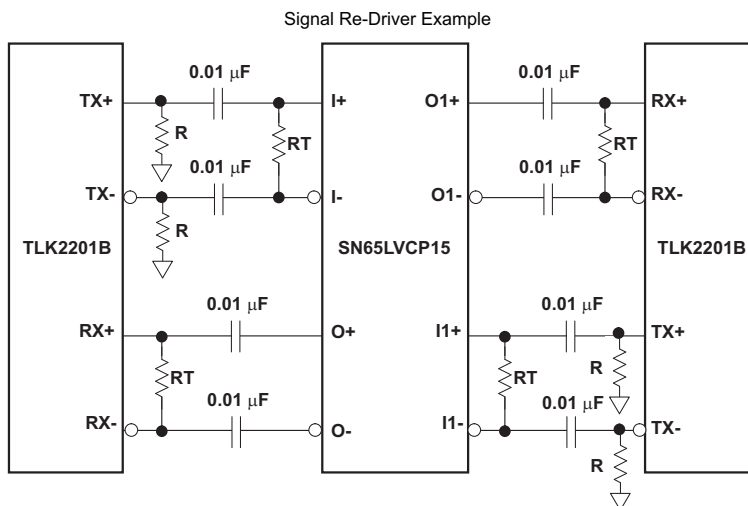 Signal Re-Driver Example
0.01 μF
0.01 μF
TX+
I+
O1+
RX+
R
RT
RT
0.01 μF
0.01 μF
TX-
I-
O1-
RX-
R
TLK2201B
SN65LVCP15
TLK2201B
0.01 μF
0.01 μF
RX+
O+
I1+
TX+
RT
RT
R
0.01 μF
0.01 μF
RX-
O-
I1-
TX-
R